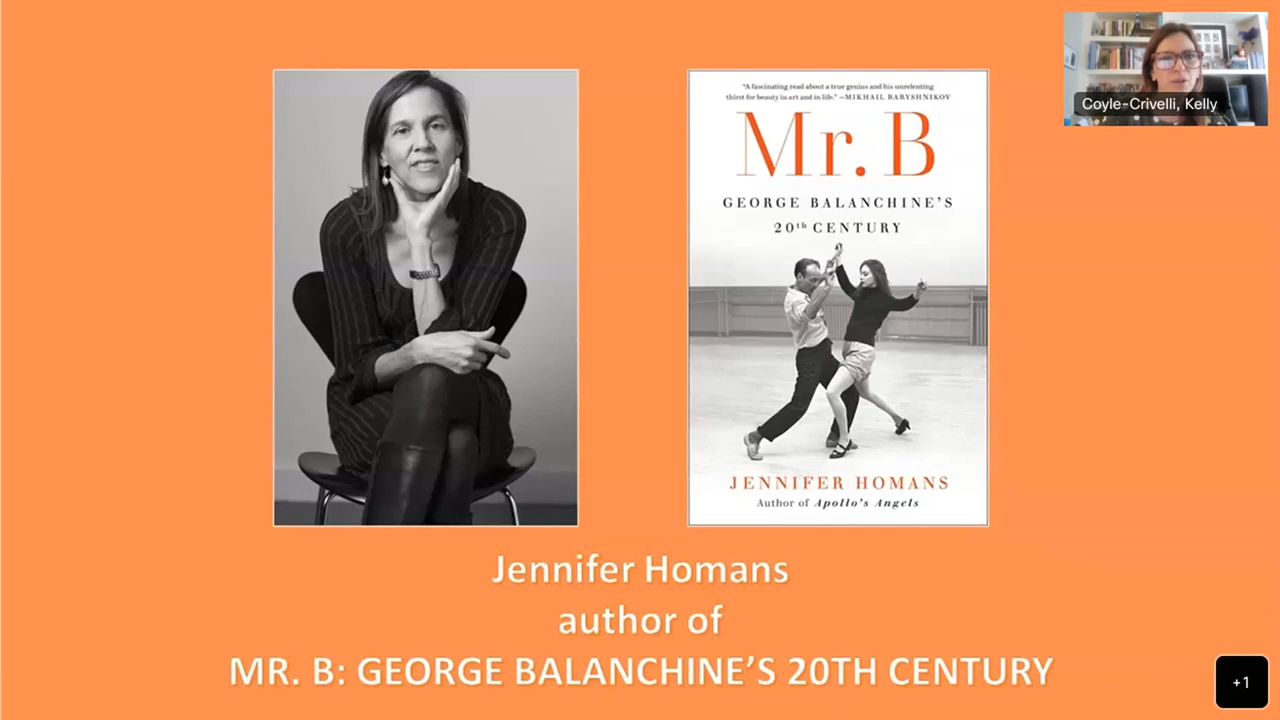 Coyle-Crivelli, Kelly
"A fascinating read about a true genius and his unrelenting
thirst for beauty in art and in life." —MIKHAIL BARYSHNIKOV
Mr. B
GEORGE BALANCHINE'S
20th CENTURY
JENNIFER HOMANS
Author of Apollo's Angels
Jennifer Homans
author of
MR. B: GEORGE BALANCHINE'S 20TH CENTURY
+1